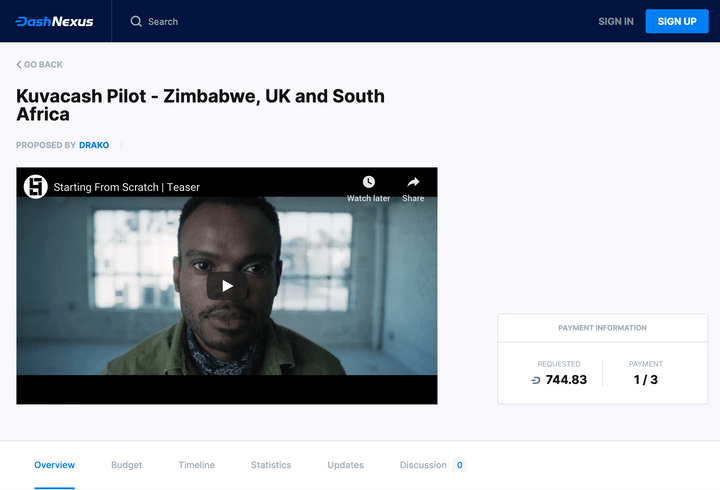 DashNexus
Search
SIGN IN
SIGN UP
GO BACK
Kuvacash Pilot - Zimbabwe, UK and South
Africa
PROPOSED BY DRAKO
Starting From Scratch | Teaser
Watch later
Share
PAYMENT INFORMATION
REQUESTED
744.83
PAYMENT
1 / 3
Overview
Budget
Timeline
Statistics
Updates
Discussion 0